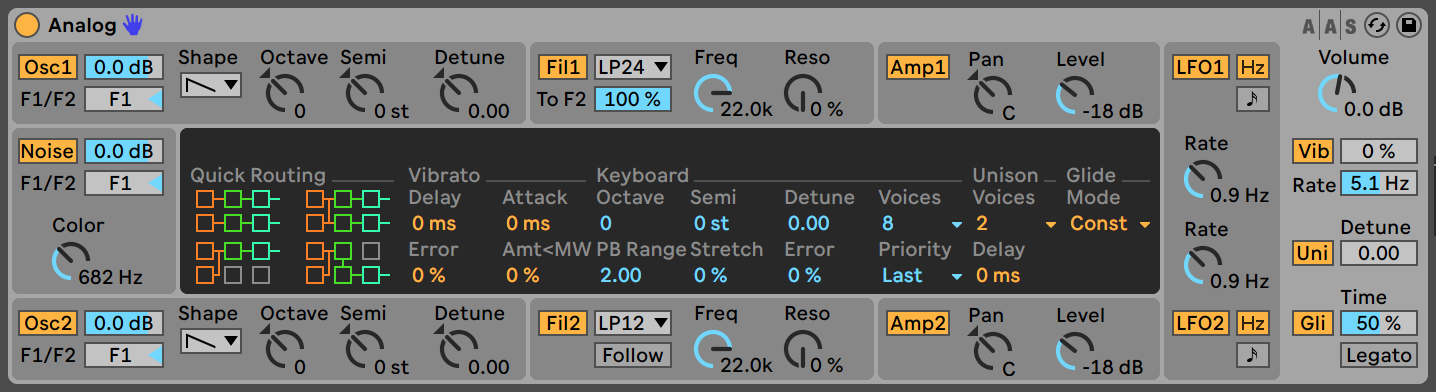 Analog AAS
Osc1 0.0 dB Shape Octave Semi Detune
F1/F2 F1 0 0 st 0.00
Fil1 LP24 Freq Reso
To F2 100 % 22.0k 0 %
Amp1 Pan Level
C -18 dB
LFO1 Hz
Volume
0.0 dB
Noise 0.0 dB
F1/F2 F1
Color
682 Hz
Quick Routing Vibrato Keyboard Unison Glide
Delay Attack Octave Semi Detune Voices Voices Mode
0 ms 0 ms 0 0 st 0.00 8 2 Const
Error Amt<MW PB Range Stretch Error Priority Delay
0 % 0 % 2.00 0 % 0 % Last 0 ms
Rate
0.9 Hz
Rate
0.9 Hz
Vib 0 %
Rate 5.1 Hz
Detune
Uni 0.00
Time
Gli 50 %
Legato
Osc2 0.0 dB Shape Octave Semi Detune
F1/F2 F1 0 0 st 0.00
Fil2 LP12 Freq Reso
Follow 22.0k 0 %
Amp2 Pan Level
C -18 dB
LFO2 Hz